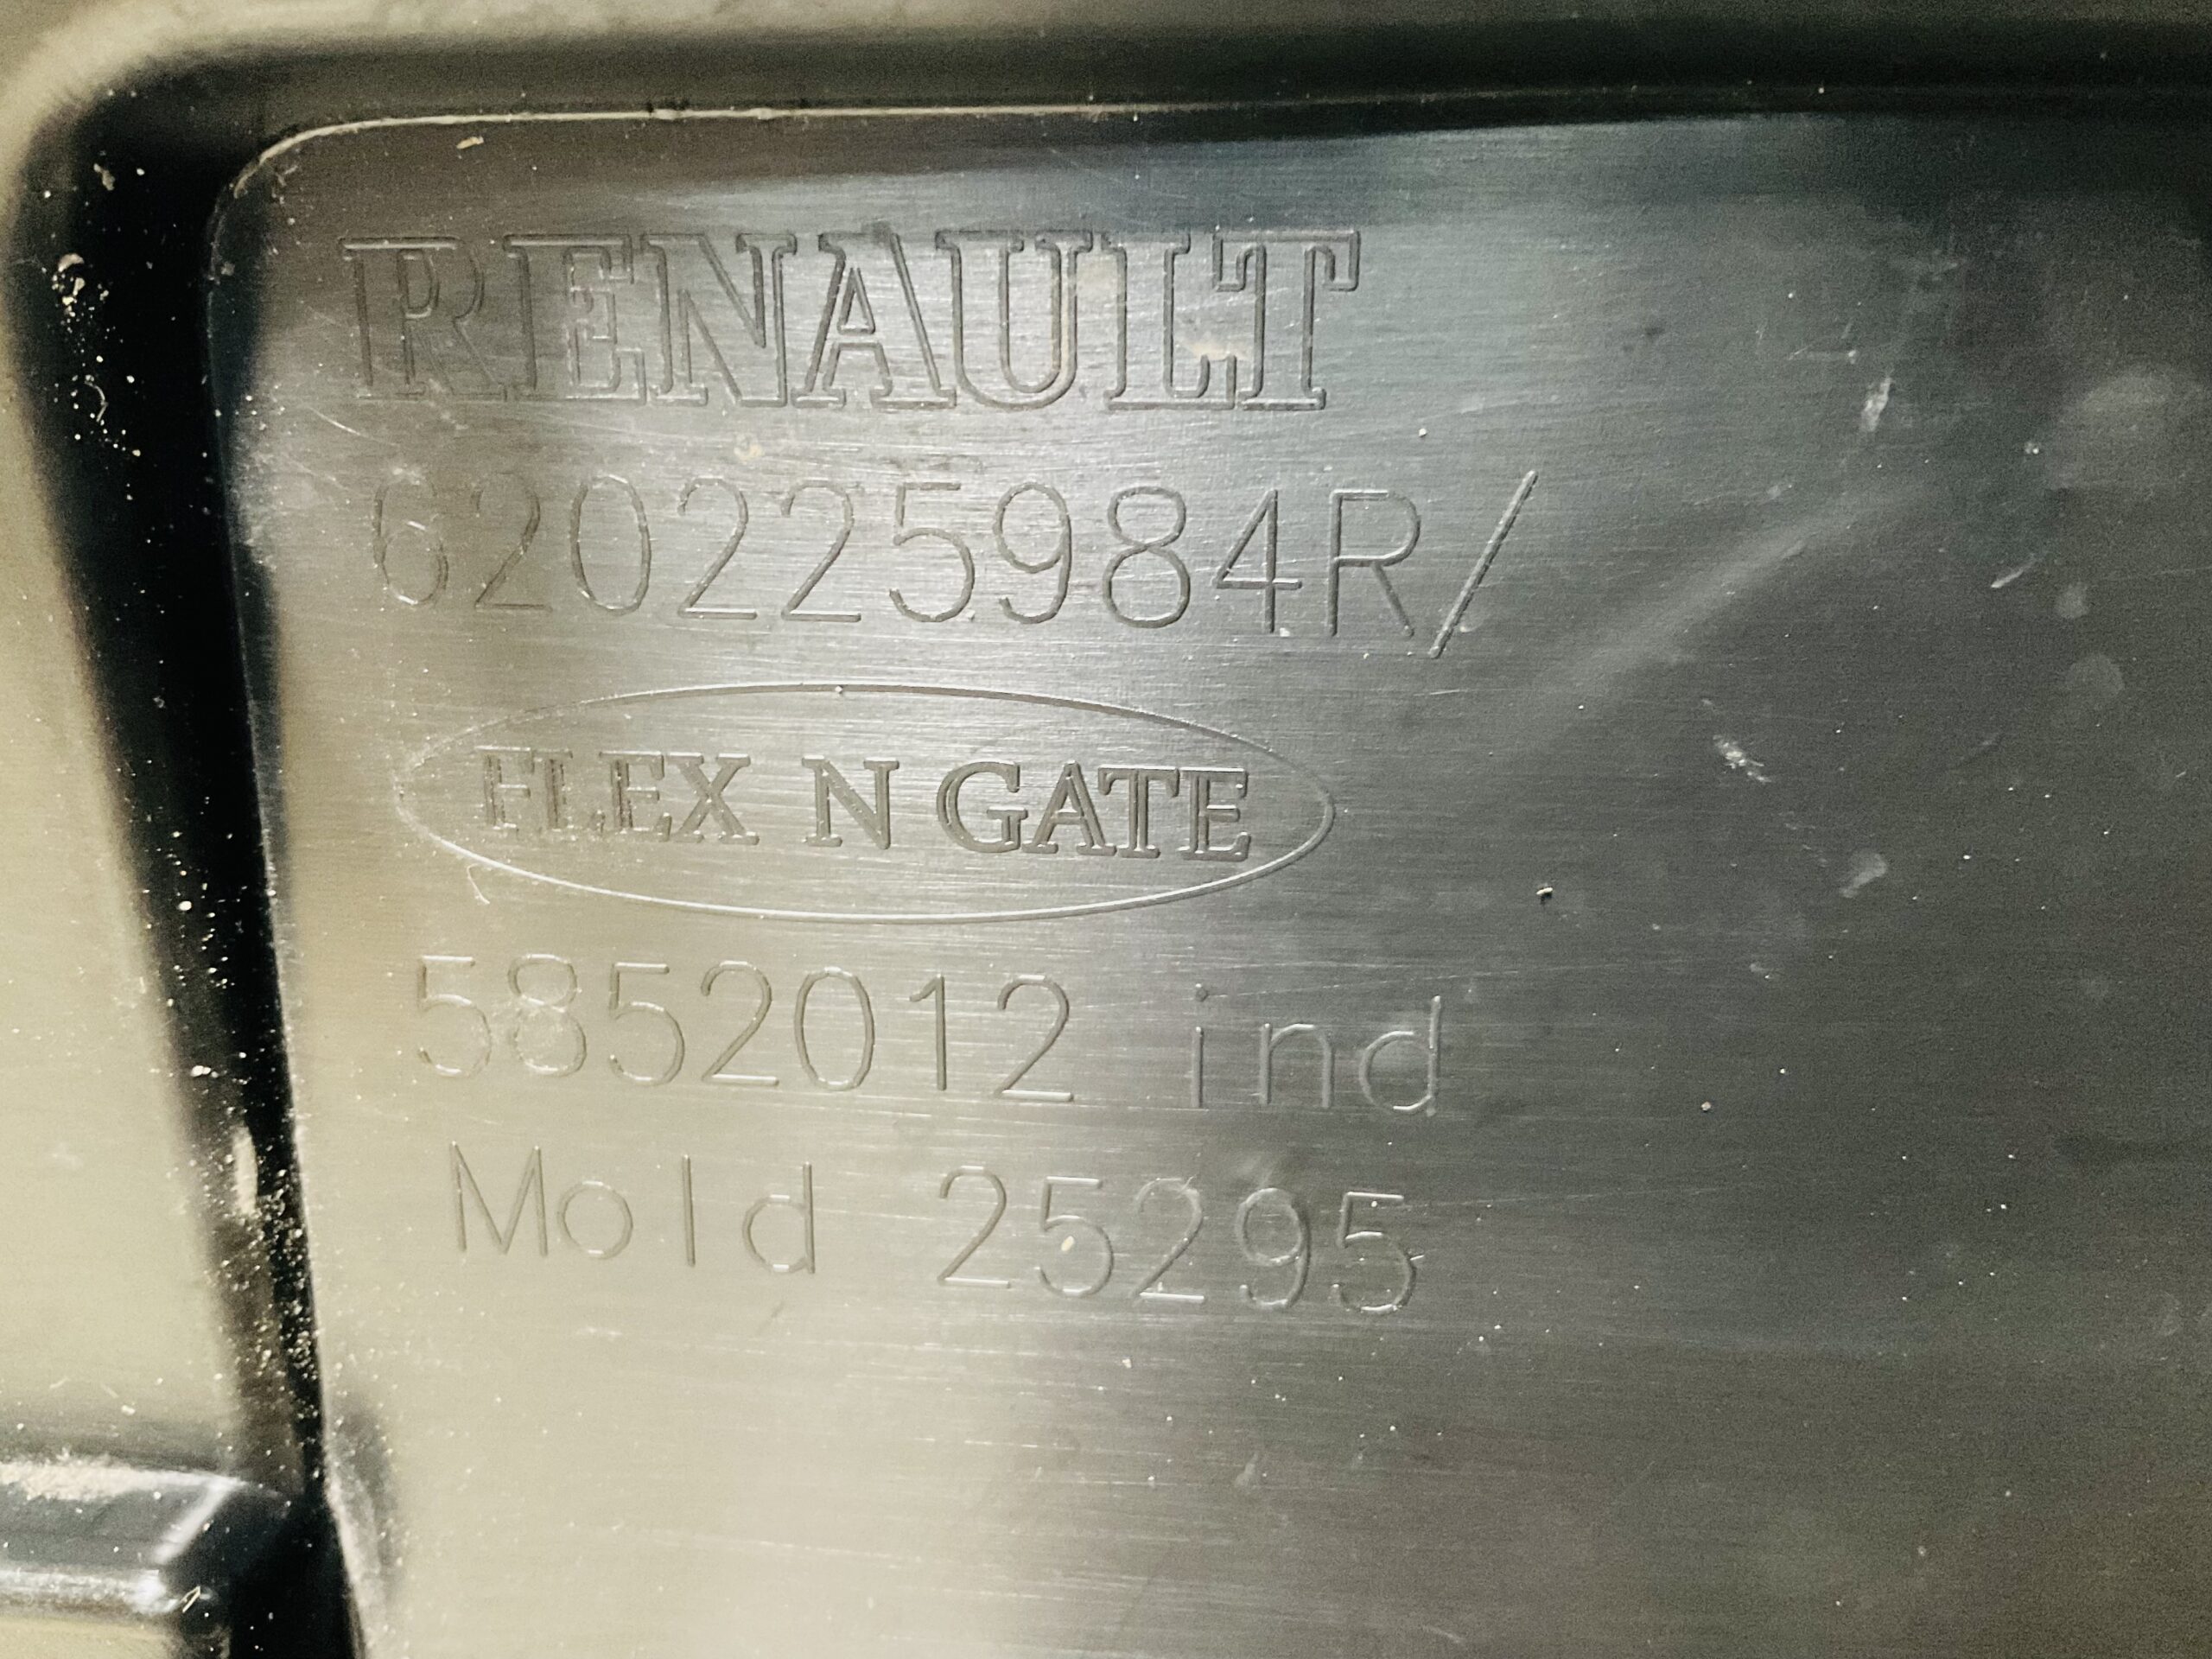 RENAULT
620225984R/
FLEX N GATE
5852012 ind
Mold 25295